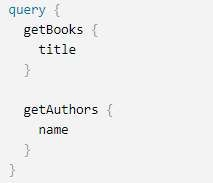 query {
  getBooks {
    title
  }

  getAuthors {
    name
  }
}